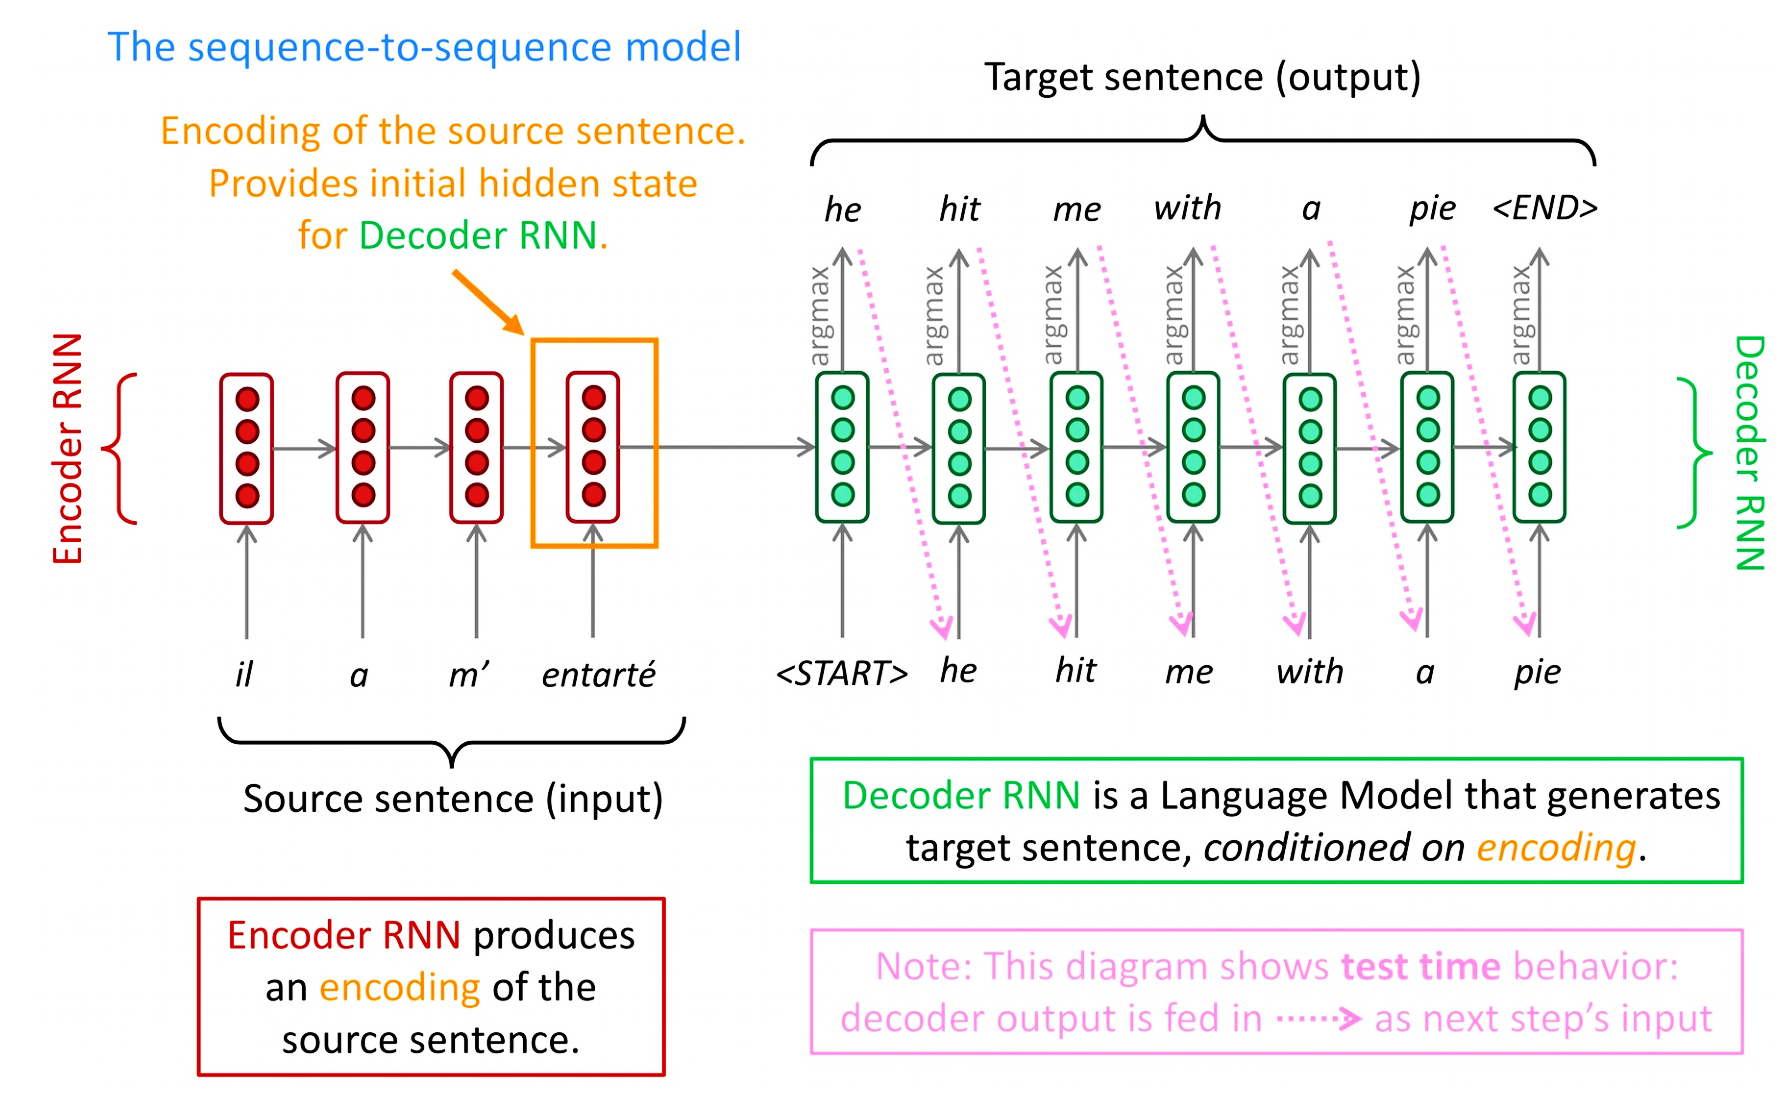 The sequence-to-sequence model
Encoding of the source sentence.
Provides initial hidden state
for Decoder RNN.
Target sentence (output)
he hit me with a pie <END>
argmax argmax argmax argmax argmax argmax argmax
Encoder RNN
Decoder RNN
il a m’ entarté
<START> he hit me with a pie
Source sentence (input)
Decoder RNN is a Language Model that generates
target sentence, conditioned on encoding.
Encoder RNN produces
an encoding of the
source sentence.
Note: This diagram shows test time behavior:
decoder output is fed in as next step’s input